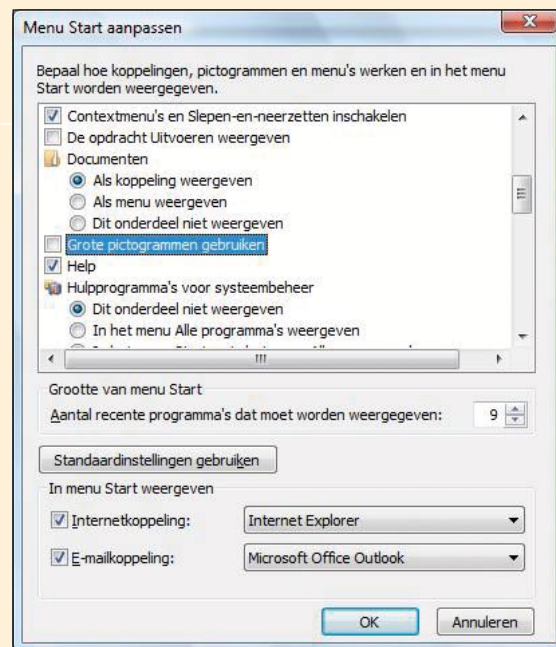 Menu Start aanpassen
Bepaal hoe koppelingen, pictogrammen en menu's werken en in het menu
Start worden weergegeven.
Contextmenu's en Slepen-en-neerzetten inschakelen
De opdracht Uitvoeren weergeven
Documenten
Als koppeling weergeven
Als menu weergeven
Dit onderdeel niet weergeven
Grote pictogrammen gebruiken
Help
Hulpprogramma's voor systeembeheer
Dit onderdeel niet weergeven
In het menu Alle programma's weergeven
Grootte van menu Start
Aantal recente programma's dat moet worden weergegeven: 9
Standaardinstellingen gebruiken
In menu Start weergeven
Internetkoppeling: Internet Explorer
E-mailkoppeling: Microsoft Office Outlook
OK Annuleren